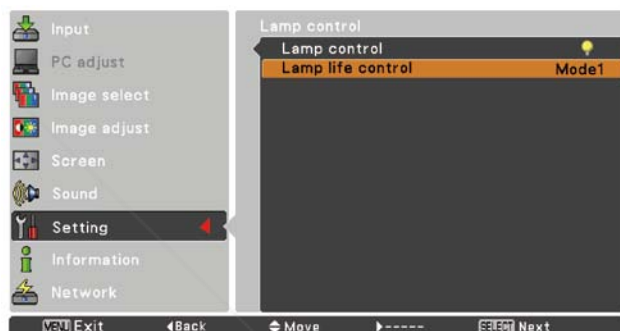 Input
PC adjust
Image select
Image adjust
Screen
Sound
Setting
Information
Network
Lamp control
Lamp control
Lamp life control Mode1
MENU Exit Back Move ----- SELECT Next